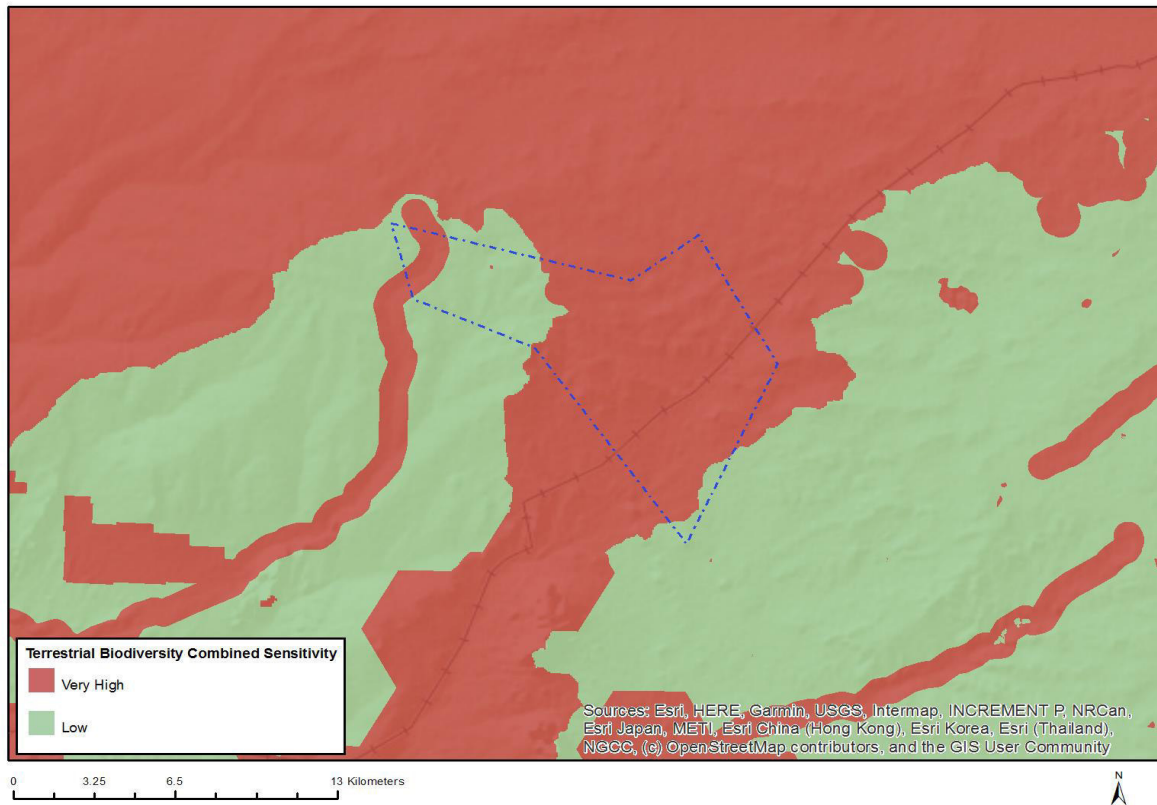 Terrestrial Biodiversity Combined Sensitivity
Very High
Low
Sources: Esri, HERE, Garmin, USGS, Intermap, INCREMENT P, NRCan,
Esri Japan, METI, Esri China (Hong Kong), Esri Korea, Esri (Thailand),
NGCC, (c) OpenStreetMap contributors, and the GIS User Community
0 3.25 6.5 13 Kilometers
N